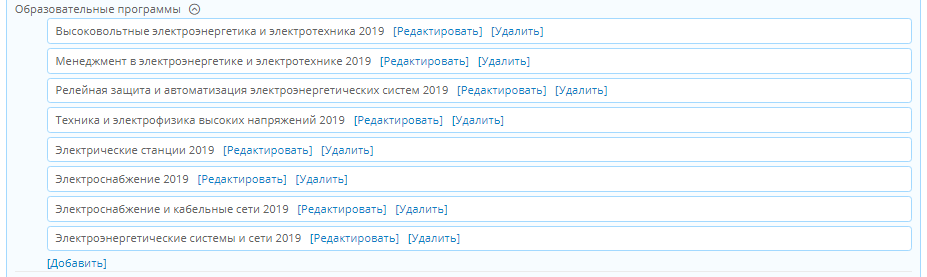 Образовательные программы
Высоковольтные электроэнергетика и электротехника 2019 [Редактировать] [Удалить]
Менеджмент в электроэнергетике и электротехнике 2019 [Редактировать] [Удалить]
Релейная защита и автоматизация электроэнергетических систем 2019 [Редактировать] [Удалить]
Техника и электрофизика высоких напряжений 2019 [Редактировать] [Удалить]
Электрические станции 2019 [Редактировать] [Удалить]
Электроснабжение 2019 [Редактировать] [Удалить]
Электроснабжение и кабельные сети 2019 [Редактировать] [Удалить]
Электроэнергетические системы и сети 2019 [Редактировать] [Удалить]
[Добавить]